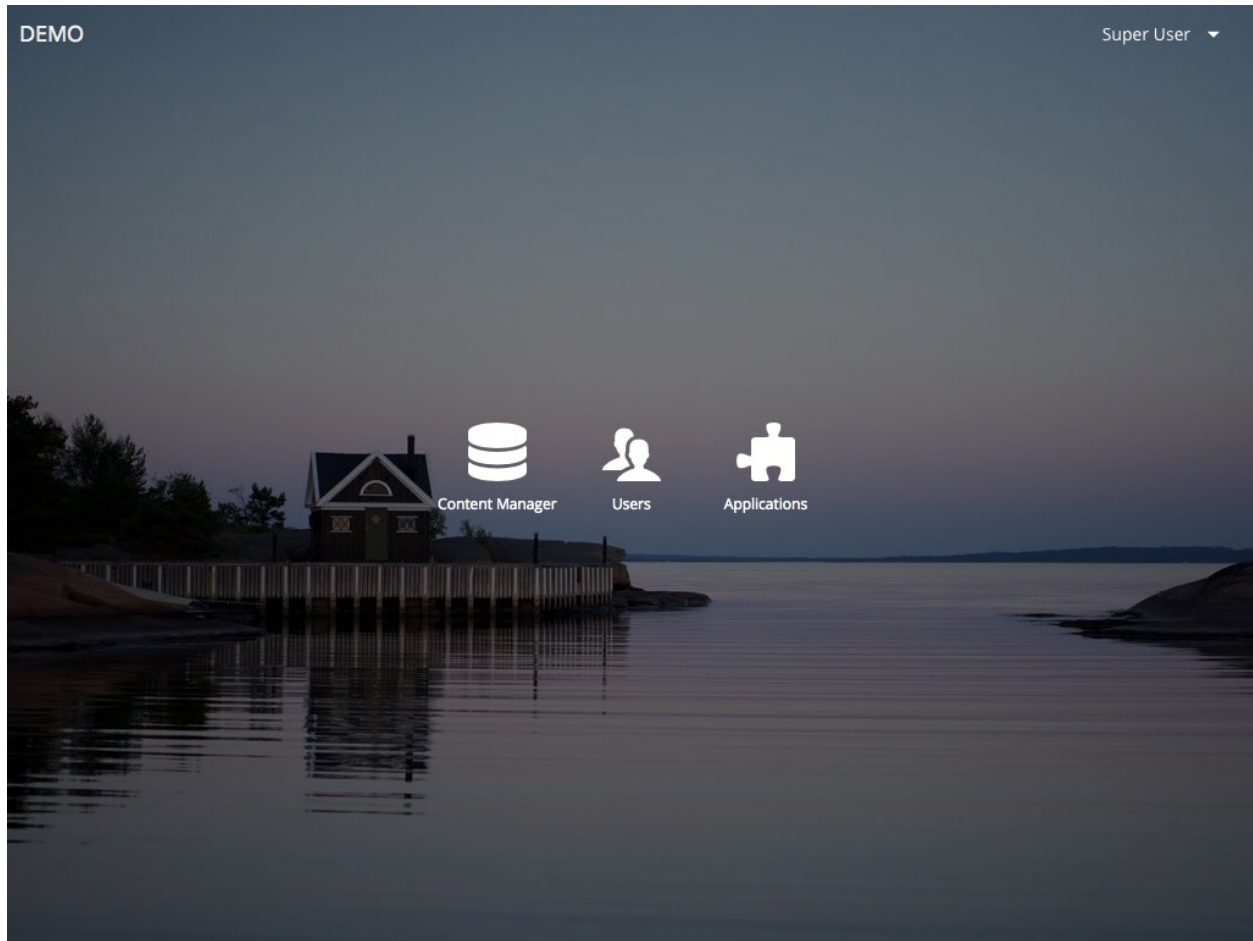 DEMO
Super User
Content Manager
Users
Applications